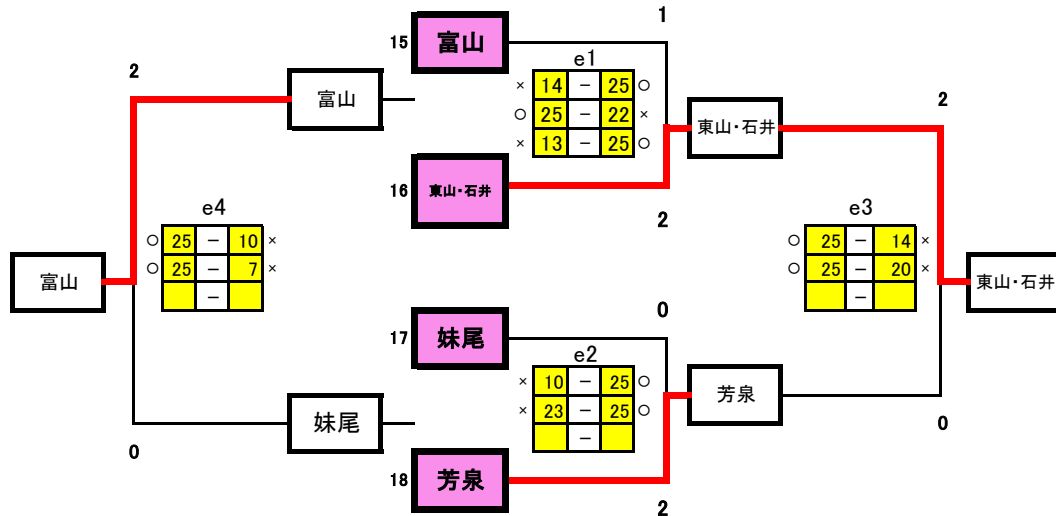 1
15 富山
e1
× 14 － 25 ○
○ 25 － 22 ×
× 13 － 25 ○
2
富山
東山・石井
2
16 東山・石井
2
e4
○ 25 － 10 ×
○ 25 － 7 ×
－
e3
○ 25 － 14 ×
○ 25 － 20 ×
－
富山
東山・石井
0
17 妹尾
e2
× 10 － 25 ○
× 23 － 25 ○
－
芳泉
妹尾
0
0
18 芳泉
2